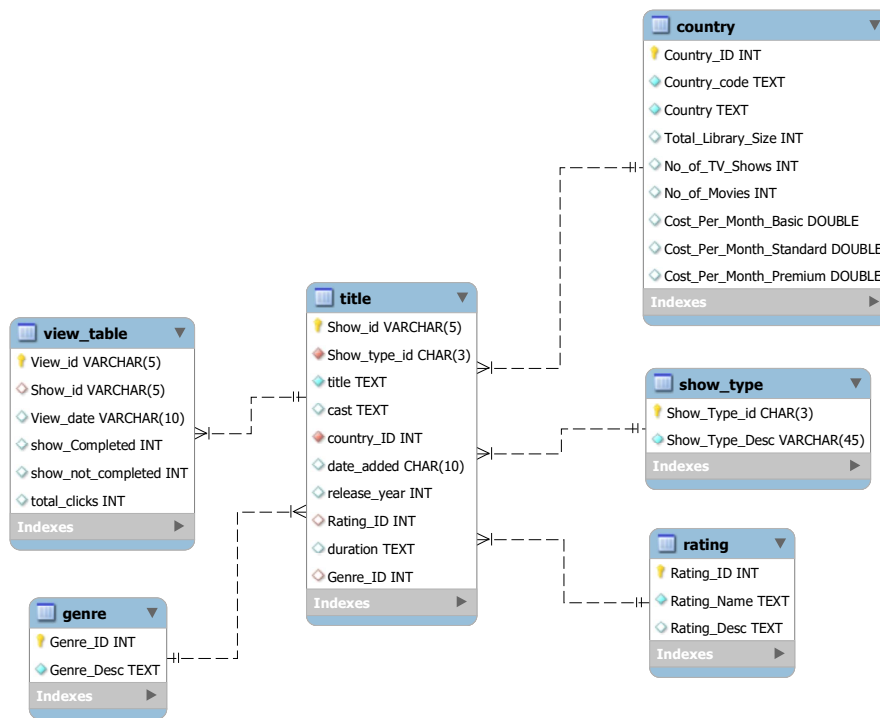 country
Country_ID INT
Country_code TEXT
Country TEXT
Total_Library_Size INT
No_of_TV_Shows INT
No_of_Movies INT
Cost_Per_Month_Basic DOUBLE
Cost_Per_Month_Standard DOUBLE
Cost_Per_Month_Premium DOUBLE
Indexes
title
Show_id VARCHAR(5)
Show_type_id CHAR(3)
title TEXT
cast TEXT
country_ID INT
date_added CHAR(10)
release_year INT
Rating_ID INT
duration TEXT
Genre_ID INT
Indexes
view_table
View_id VARCHAR(5)
Show_id VARCHAR(5)
View_date VARCHAR(10)
show_Completed INT
show_not_completed INT
total_clicks INT
Indexes
show_type
Show_Type_id CHAR(3)
Show_Type_Desc VARCHAR(45)
Indexes
rating
Rating_ID INT
Rating_Name TEXT
Rating_Desc TEXT
Indexes
genre
Genre_ID INT
Genre_Desc TEXT
Indexes